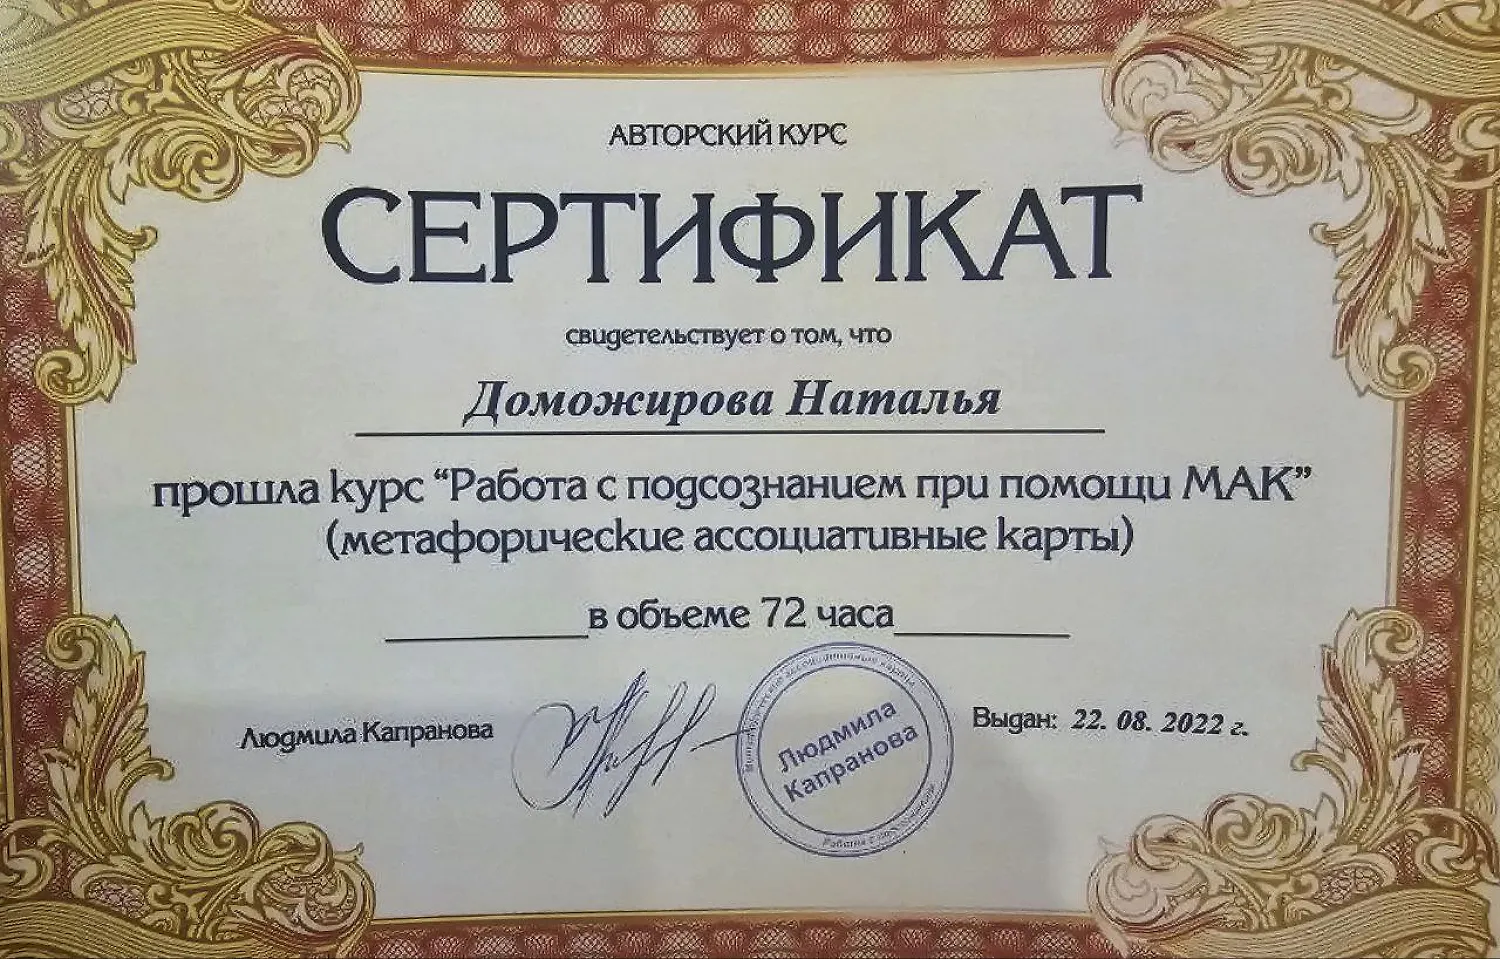 АВТОРСКИЙ КУРС
СЕРТИФИКАТ
свидетельствует о том, что
Доможирова Наталья
прошла курс “Работа с подсознанием при помощи МАК”
(метафорические ассоциативные карты)
в объеме 72 часа
Людмила Капранова
Выдан: 22. 08. 2022 г.
Людмила
Капранова